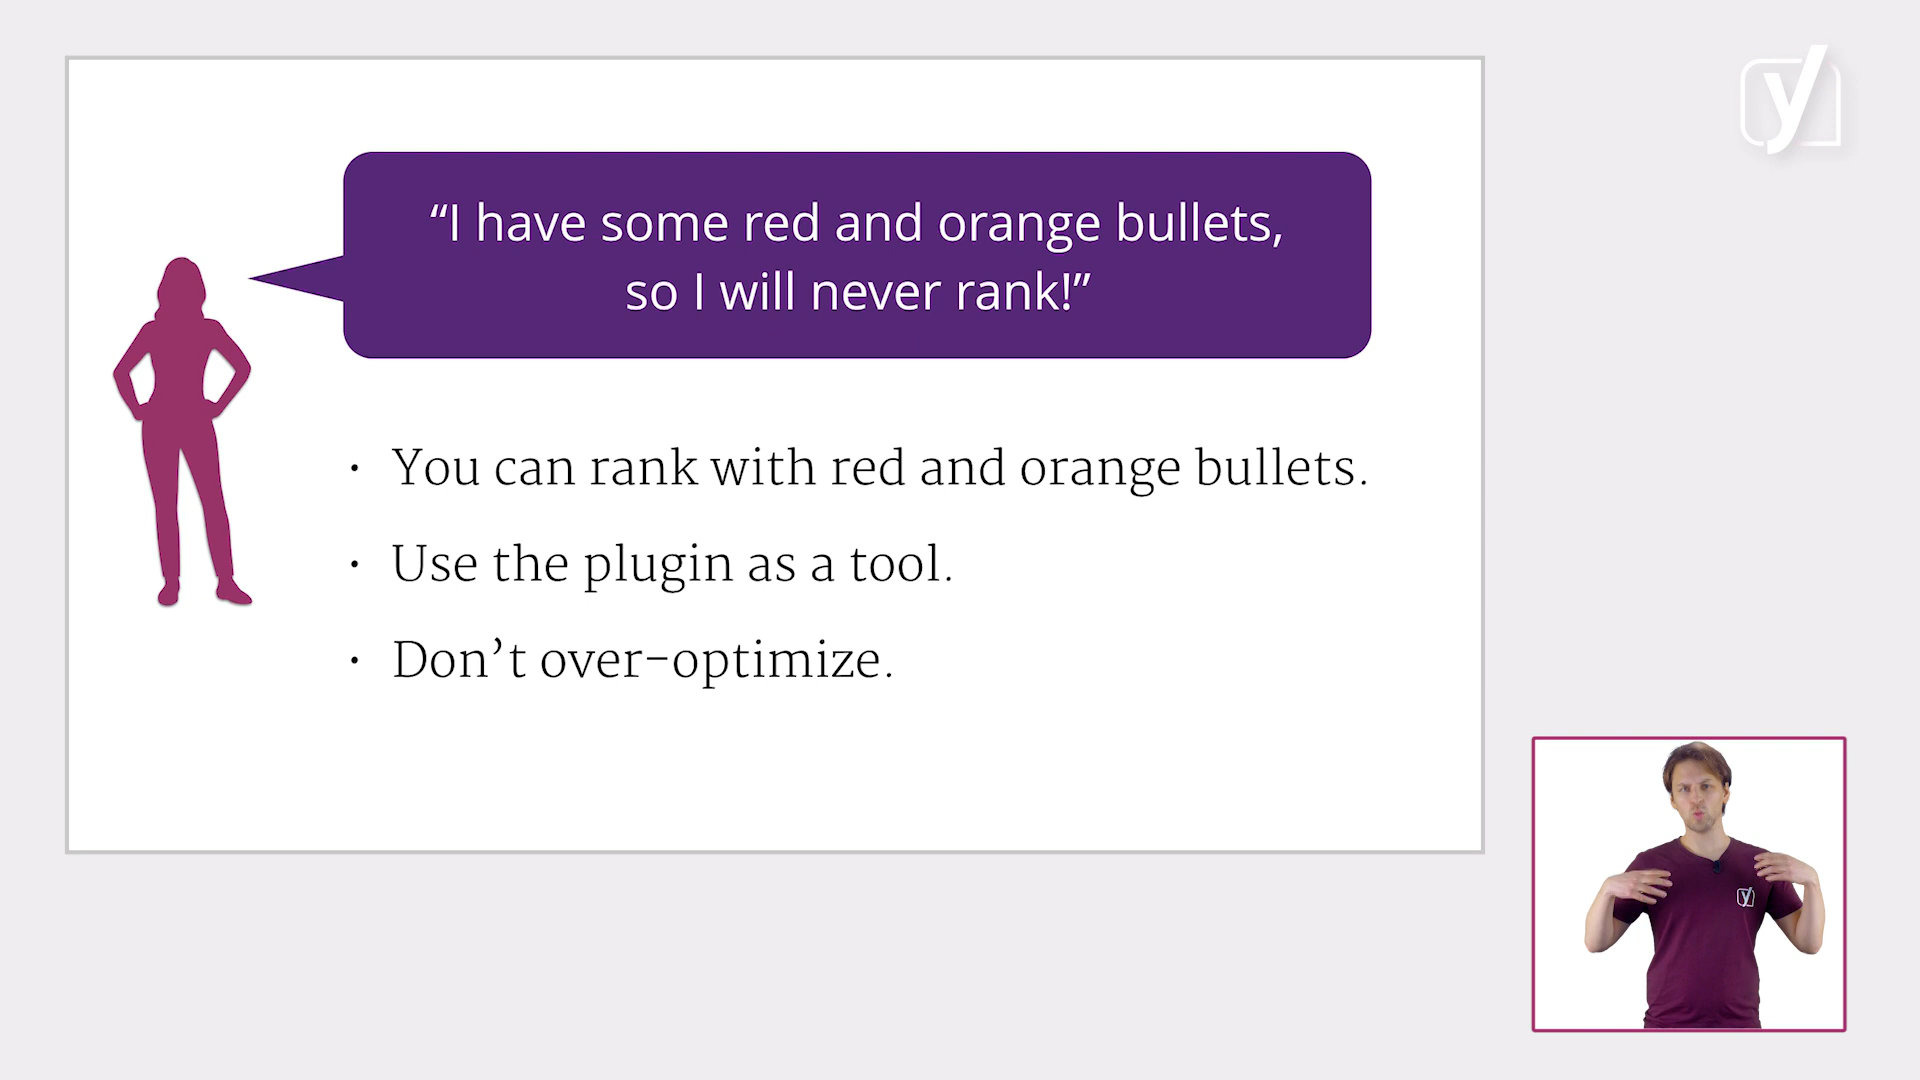 “I have some red and orange bullets,
so I will never rank!”
• You can rank with red and orange bullets.
• Use the plugin as a tool.
• Don’t over-optimize.
y
y